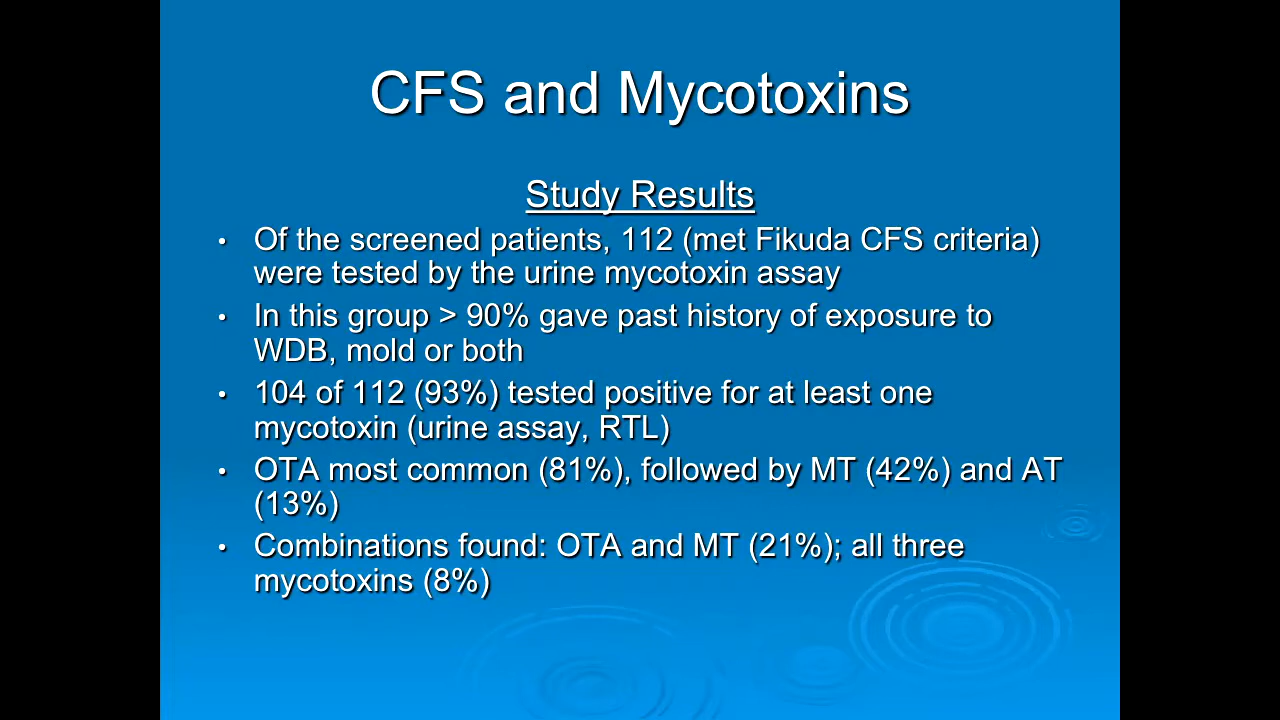 CFS and Mycotoxins
Study Results
• Of the screened patients, 112 (met Fikuda CFS criteria)
were tested by the urine mycotoxin assay
• In this group > 90% gave past history of exposure to
WDB, mold or both
• 104 of 112 (93%) tested positive for at least one
mycotoxin (urine assay, RTL)
• OTA most common (81%), followed by MT (42%) and AT
(13%)
• Combinations found: OTA and MT (21%); all three
mycotoxins (8%)